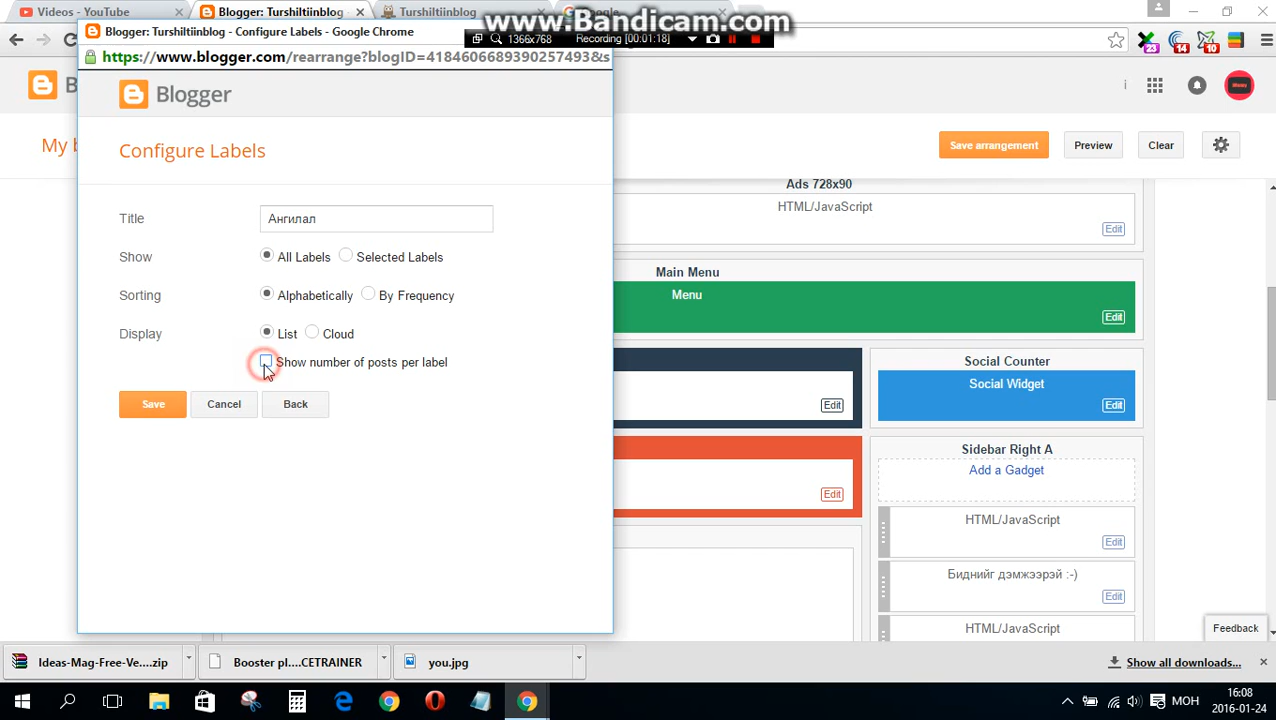 Videos - YouTube
Blogger: Turshiltiinblog
Turshiltiinblog
www.Bandicam.com
Blogger: Turshiltiinblog - Configure Labels - Google Chrome
1366x768
Recording [00:01:18]
https://www.blogger.com/rearrange?blogID=4184606689390257493&s
23
14
10
B
Blogger
i
My b
Configure Labels
Save arrangement
Preview
Clear
Ads 728x90
HTML/JavaScript
Edit
Title
Ангилал
Show
All Labels
Selected Labels
Main Menu
Menu
Edit
Sorting
Alphabetically
By Frequency
Display
List
Cloud
Show number of posts per label
Save
Cancel
Back
Edit
Social Counter
Social Widget
Edit
Sidebar Right A
Add a Gadget
Edit
HTML/JavaScript
Edit
Биднийг дэмжээрэй :-)
Edit
HTML/JavaScript
Feedback
Ideas-Mag-Free-Ve....zip
Booster pl....CETRAINER
you.jpg
Show all downloads...
МОН
16:08
2016-01-24